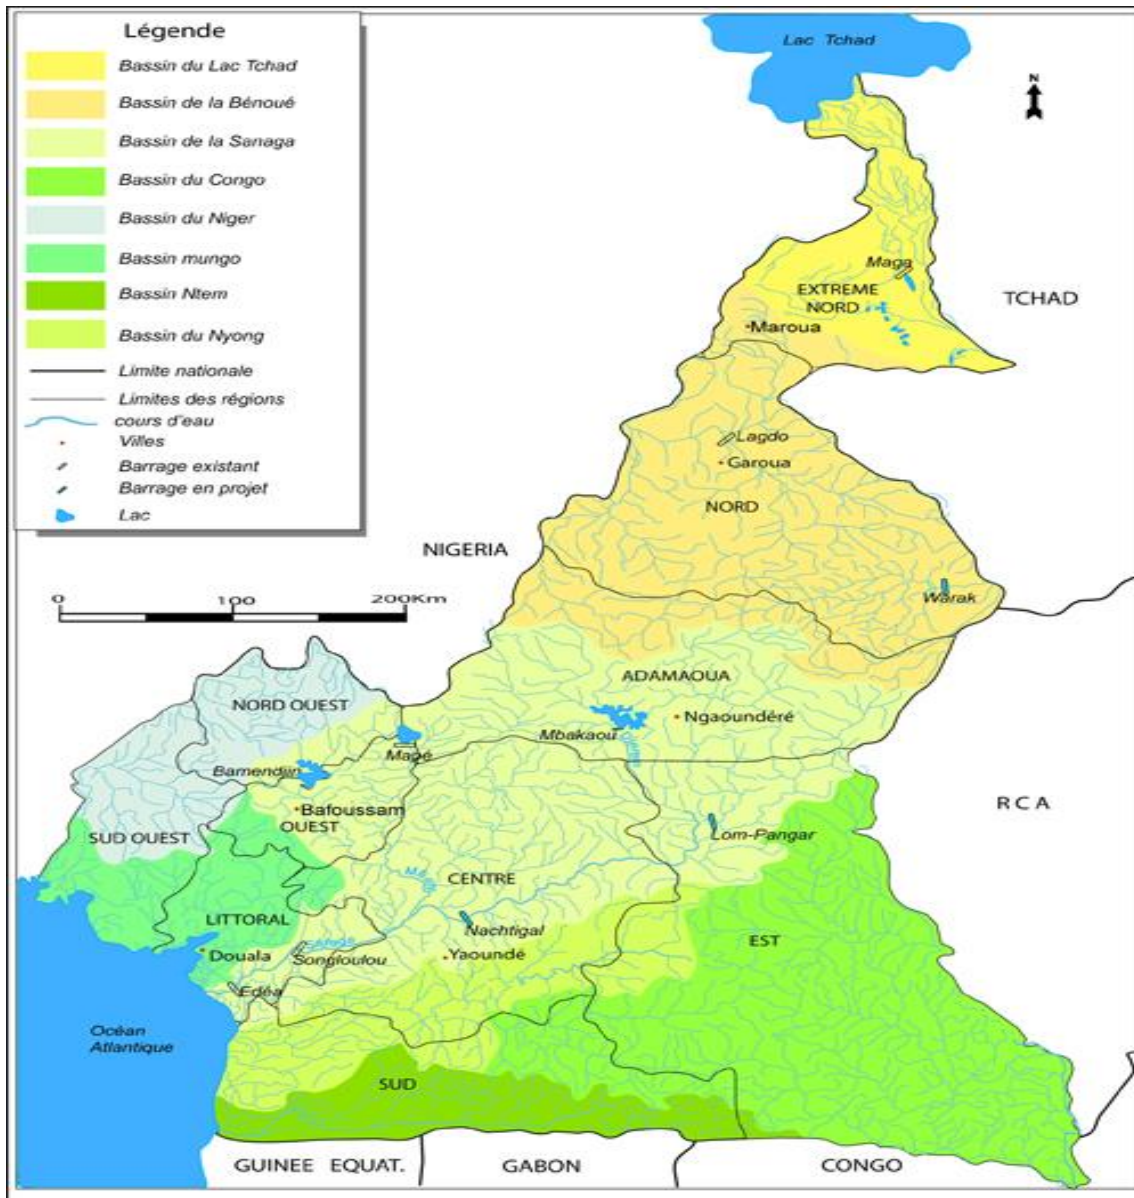 Légende
Bassin du Lac Tchad
Bassin de la Bénoué
Bassin de la Sanaga
Bassin du Congo
Bassin du Niger
Bassin mungo
Bassin Ntem
Bassin du Nyong
Limite nationale
Limites des régions
cours d'eau
Villes
Barrage existant
Barrage en projet
Lac
Lac Tchad
N
Maga
EXTREME
NORD
TCHAD
Maroua
Lagdo
Garoua
NORD
NIGERIA
Warak
0 100 200Km
ADAMAOUA
NORD OUEST
Ngaoundéré
Mbakaou
Mapé
Bamendjin
Bafoussam
OUEST
RCA
SUD OUEST
Lom-Pangar
CENTRE
LITTORAL
Nachtigal
EST
Sanaga
Douala
Songloulou
Yaoundé
Edéa
Océan
Atlantique
SUD
GUINEE EQUAT.
GABON
CONGO